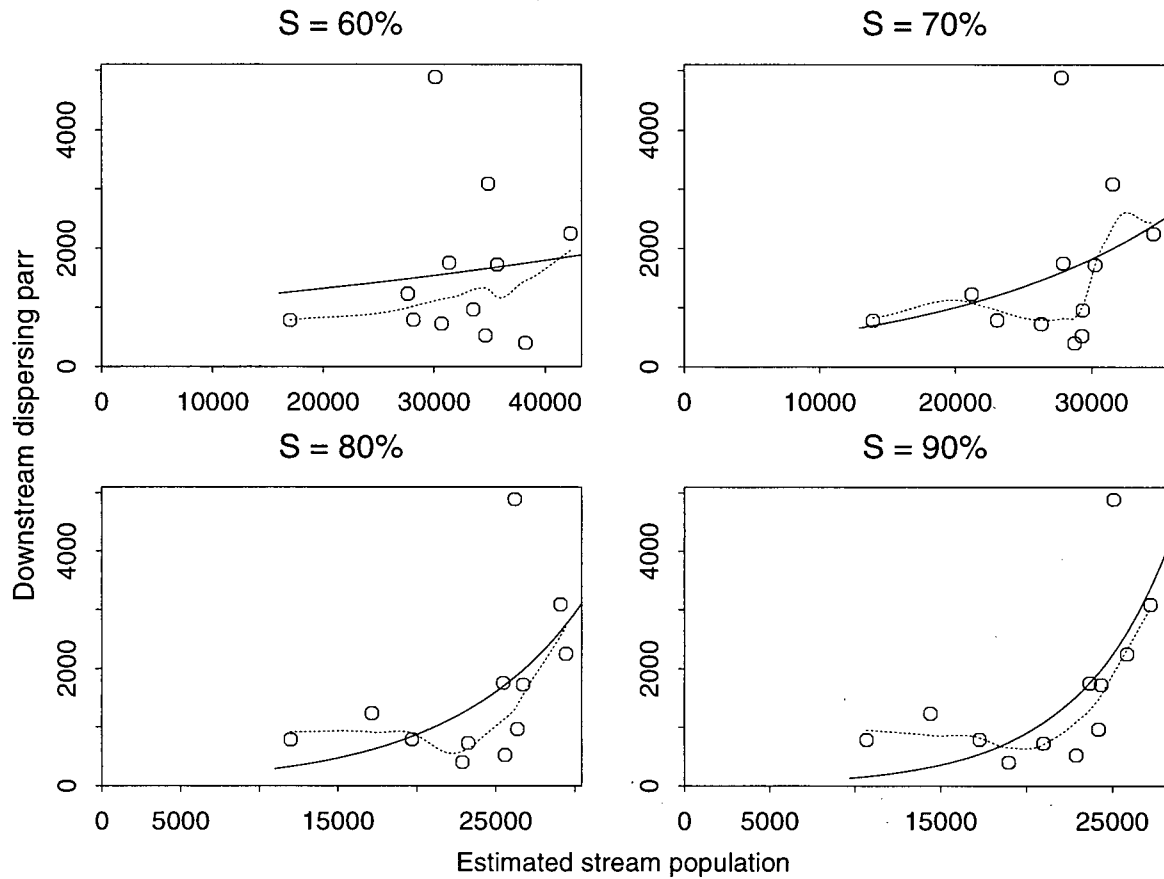 S = 60%
S = 70%
Downstream dispersing parr
0 2000 4000
0 10000 20000 30000 40000
0 2000 4000
0 10000 20000 30000
S = 80%
S = 90%
0 2000 4000
0 5000 15000 25000
0 2000 4000
0 5000 15000 25000
Estimated stream population